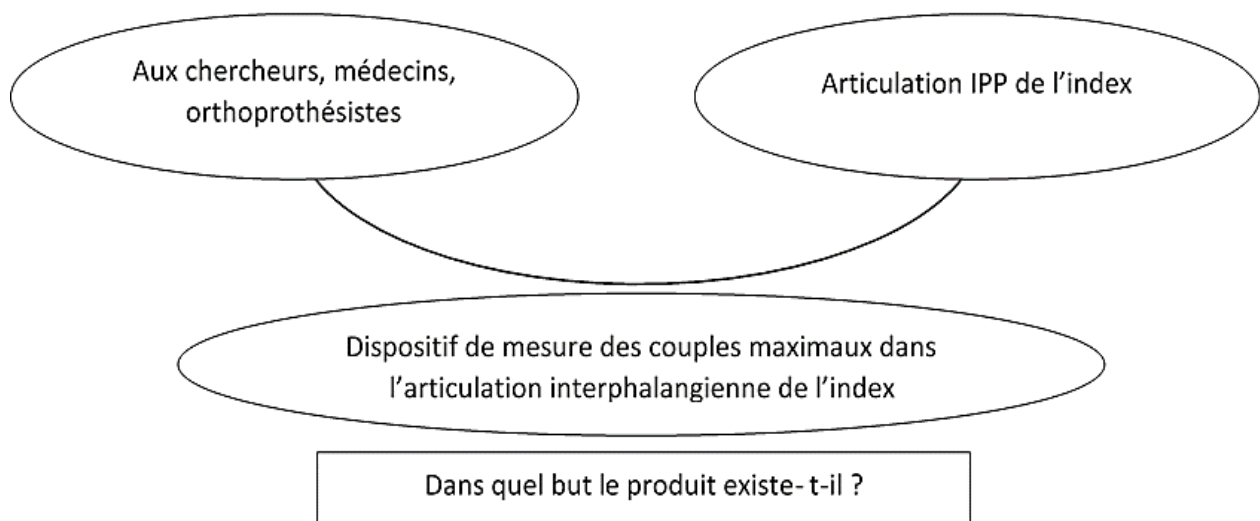 Aux chercheurs, médecins,
orthoprothésistes
Articulation IPP de l'index
Dispositif de mesure des couples maximaux dans
l'articulation interphalangienne de l'index
Dans quel but le produit existe- t-il ?